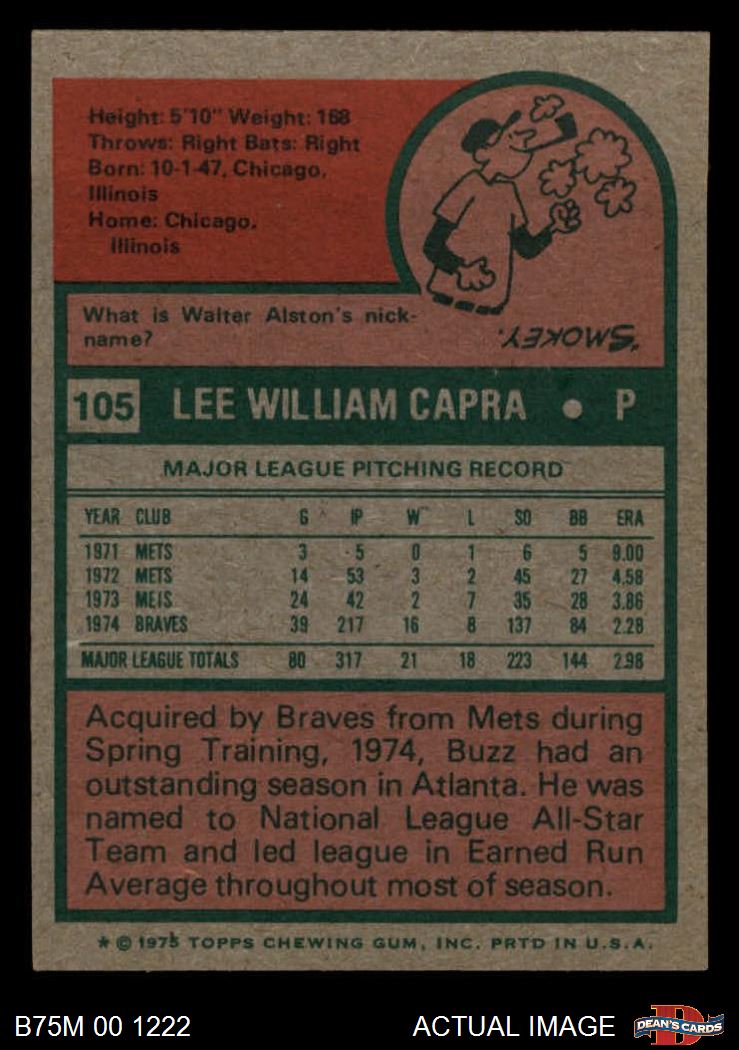 Height: 5'10" Weight: 168
Throws: Right Bats: Right
Born: 10-1-47, Chicago,
Illinois
Home: Chicago,
Illinois
What is Walter Alston's nick-
name?
"SMOKEY."
105 LEE WILLIAM CAPRA • P
MAJOR LEAGUE PITCHING RECORD
YEAR CLUB G IP W L SO BB ERA
1971 METS 3 5 0 1 6 5 9.00
1972 METS 14 53 3 2 45 27 4.58
1973 METS 24 42 2 7 35 28 3.86
1974 BRAVES 39 217 16 8 137 84 2.28
MAJOR LEAGUE TOTALS 80 317 21 18 223 144 2.98
Acquired by Braves from Mets during
Spring Training, 1974, Buzz had an
outstanding season in Atlanta. He was
named to National League All-Star
Team and led league in Earned Run
Average throughout most of season.
* © 1975 TOPPS CHEWING GUM, INC. PRTD IN U.S.A.
B75M 00 1222 ACTUAL IMAGE D DEAN'S CARDS